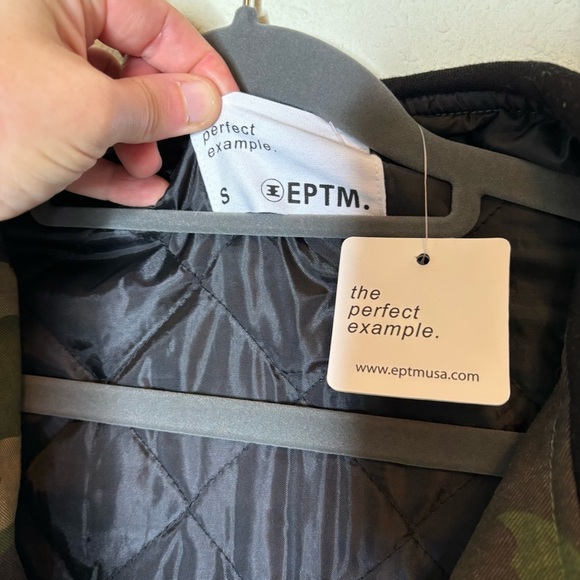 perfect
example.
S
EPTM.
the
perfect
example.
www.eptmusa.com